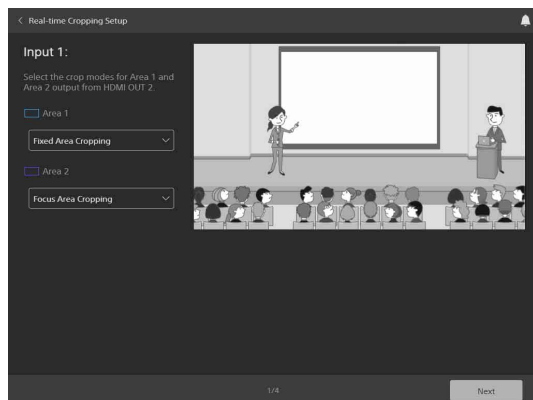 Real-time Cropping Setup
Input 1:
Select the crop modes for Area 1 and
Area 2 output from HDMI OUT 2.
Area 1
Fixed Area Cropping
Area 2
Focus Area Cropping
1/4
Next